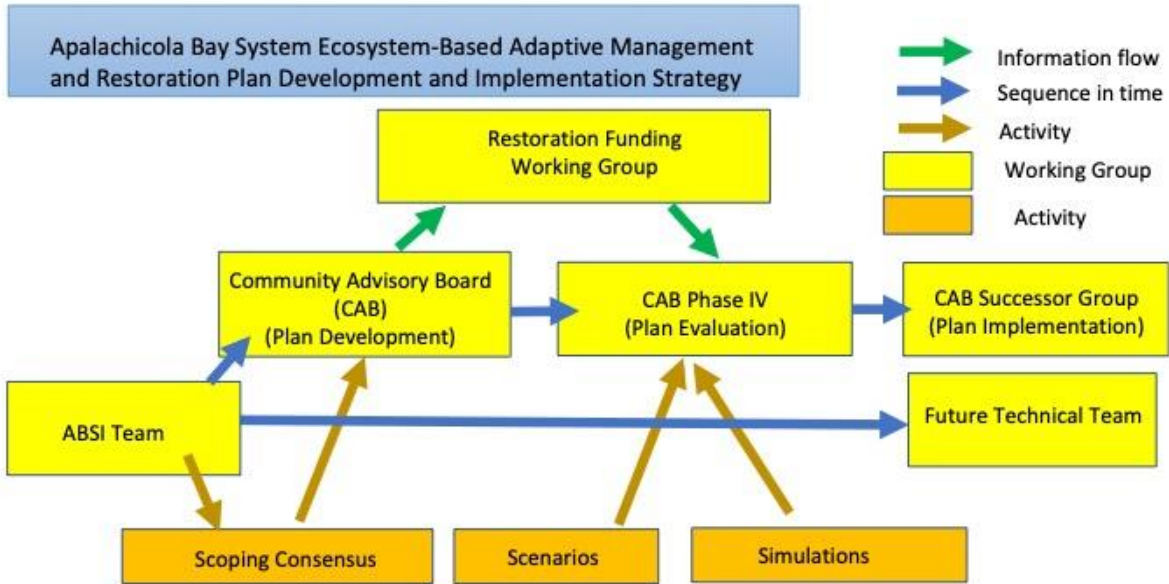 Apalachicola Bay System Ecosystem-Based Adaptive Management
and Restoration Plan Development and Implementation Strategy
Information flow
Sequence in time
Activity
Working Group
Activity
Restoration Funding
Working Group
Community Advisory Board
(CAB)
(Plan Development)
CAB Phase IV
(Plan Evaluation)
CAB Successor Group
(Plan Implementation)
ABSI Team
Future Technical Team
Scoping Consensus
Scenarios
Simulations